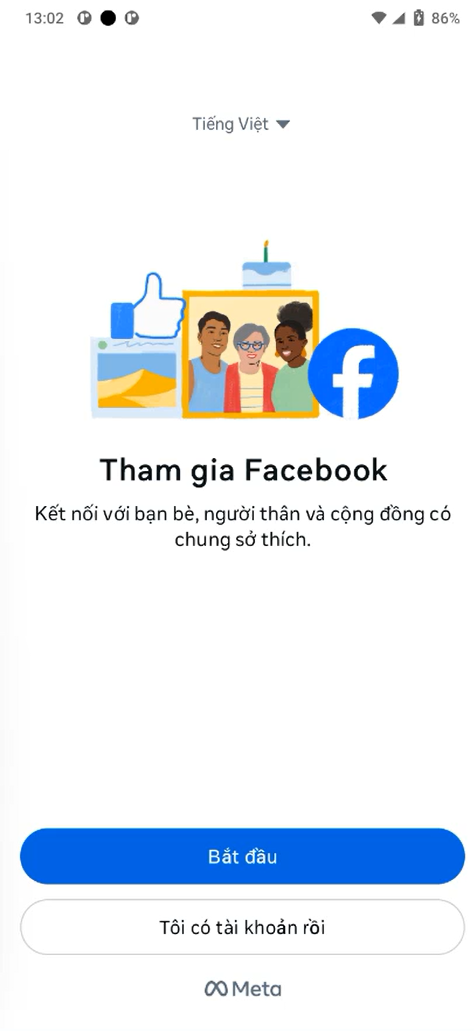 13:02
86%
Tiếng Việt
Tham gia Facebook
Kết nối với bạn bè, người thân và cộng đồng có
chung sở thích.
Bắt đầu
Tôi có tài khoản rồi
Meta